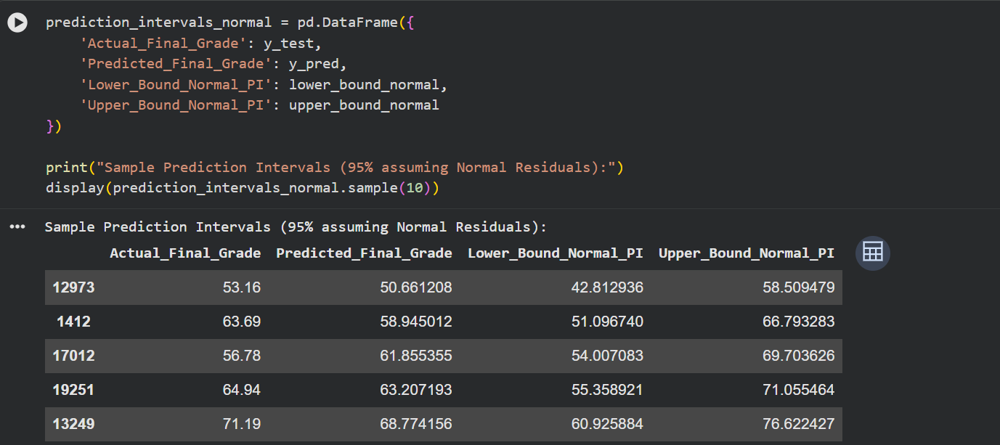 prediction_intervals_normal = pd.DataFrame({
    'Actual_Final_Grade': y_test,
    'Predicted_Final_Grade': y_pred,
    'Lower_Bound_Normal_PI': lower_bound_normal,
    'Upper_Bound_Normal_PI': upper_bound_normal
})
print("Sample Prediction Intervals (95% assuming Normal Residuals):")
display(prediction_intervals_normal.sample(10))
Sample Prediction Intervals (95% assuming Normal Residuals):
Actual_Final_Grade Predicted_Final_Grade Lower_Bound_Normal_PI Upper_Bound_Normal_PI
12973 53.16 50.661208 42.812936 58.509479
1412 63.69 58.945012 51.096740 66.793283
17012 56.78 61.855355 54.007083 69.703626
19251 64.94 63.207193 55.358921 71.055464
13249 71.19 68.774156 60.925884 76.622427